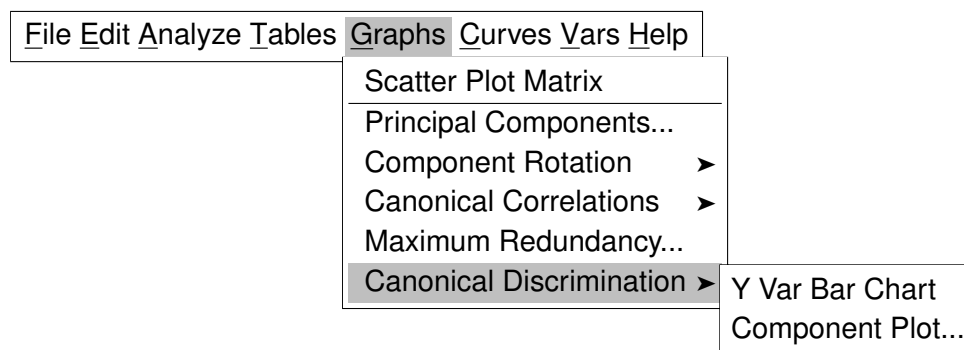 File Edit Analyze Tables Graphs Curves Vars Help
Scatter Plot Matrix
Principal Components...
Component Rotation ➤
Canonical Correlations ➤
Maximum Redundancy...
Canonical Discrimination ➤
Y Var Bar Chart
Component Plot...